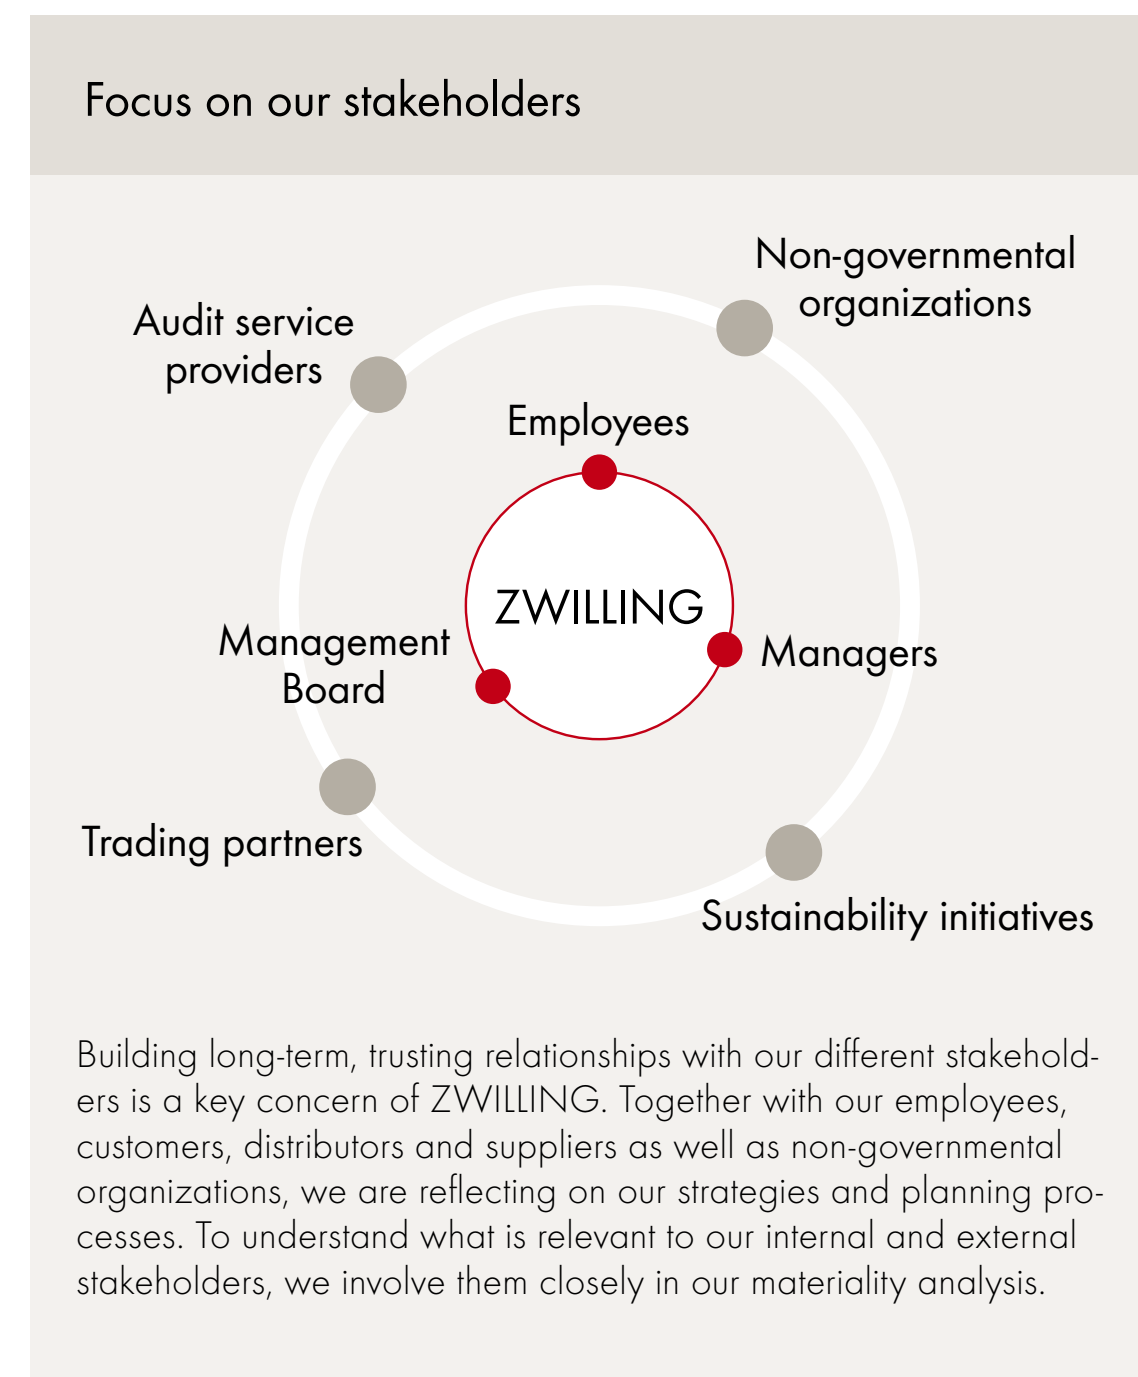 Focus on our stakeholders
Non-governmental
organizations
Audit service
providers
Employees
ZWILLING
Management
Board
Managers
Trading partners
Sustainability initiatives
Building long-term, trusting relationships with our different stakehold-
ers is a key concern of ZWILLING. Together with our employees,
customers, distributors and suppliers as well as non-governmental
organizations, we are reflecting on our strategies and planning pro-
cesses. To understand what is relevant to our internal and external
stakeholders, we involve them closely in our materiality analysis.